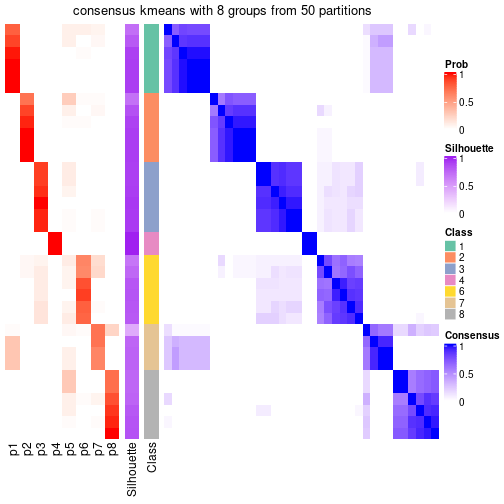 consensus kmeans with 8 groups from 50 partitions
Prob
1
0.5
0
Silhouette
1
0.5
0
Class
1
2
3
4
6
7
8
Consensus
1
0.5
0
p1
p2
p3
p4
p5
p6
p7
p8
Silhouette
Class